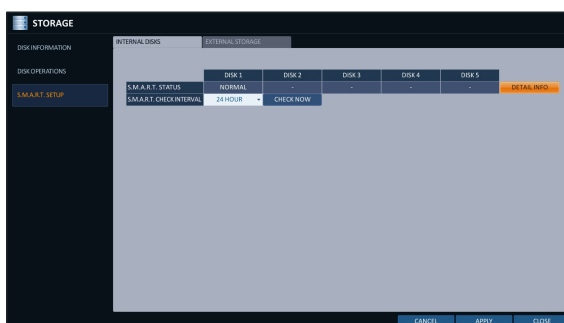 STORAGE
INTERNAL DISKS EXTERNAL STORAGE
DISK INFORMATION
DISK OPERATIONS
DISK 1 DISK 2 DISK 3 DISK 4 DISK 5
S.M.A.R.T. STATUS NORMAL - - - - DETAIL INFO
S.M.A.R.T. SETUP
S.M.A.R.T. CHECK INTERVAL 24 HOUR CHECK NOW
CANCEL APPLY CLOSE